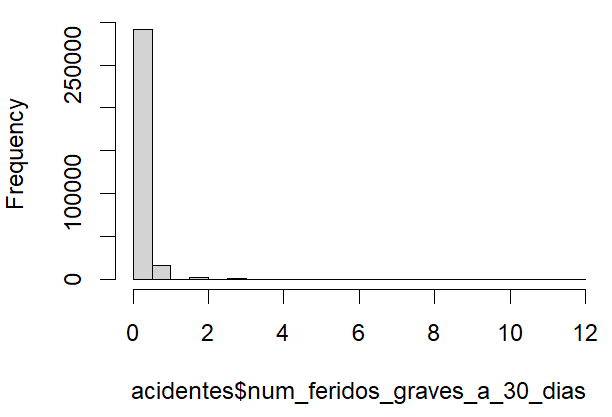 Frequency
250000
100000
0
0 2 4 6 8 10 12
acidentes$num_feridos_graves_a_30_dias